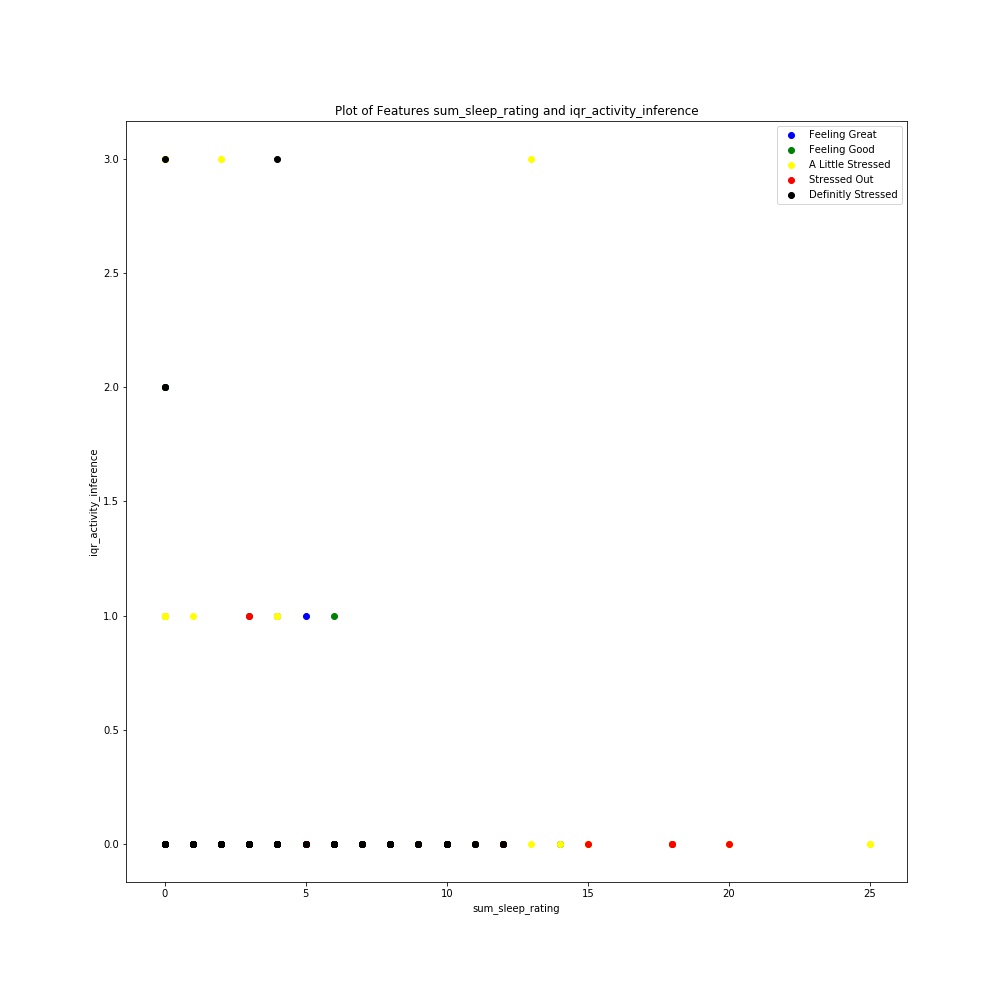 Plot of Features sum_sleep_rating and iqr_activity_inference
Feeling Great
Feeling Good
A Little Stressed
Stressed Out
Definitly Stressed
3.0
2.5
2.0
1.5
1.0
0.5
0.0
iqr_activity_inference
0 5 10 15 20 25
sum_sleep_rating